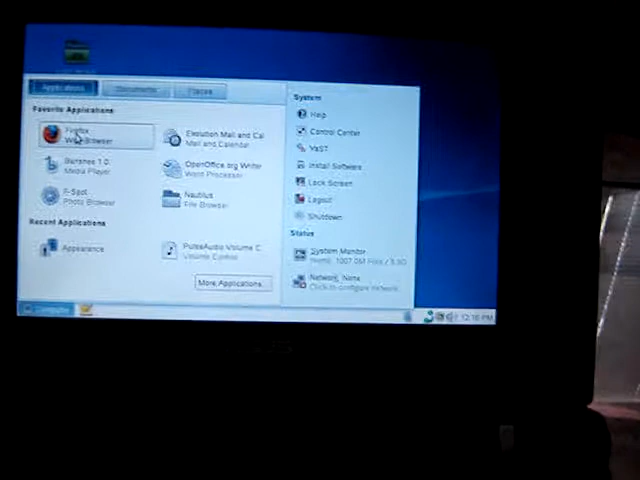 Applications Documents Places
Favorite Applications
Firefox
Web Browser
Evolution Mail and Cal
Mail and Calendar
Banshee 1.0
Media Player
OpenOffice.org Writer
Word Processor
F-Spot
Photo Browser
Nautilus
File Browser
Recent Applications
Appearance
PulseAudio Volume C
Volume Control
More Applications...
System
Help
Control Center
YaST
Install Software
Lock Screen
Logout
Shutdown
Status
System Monitor
Network: None
Click to configure network
Computer
12:16 PM